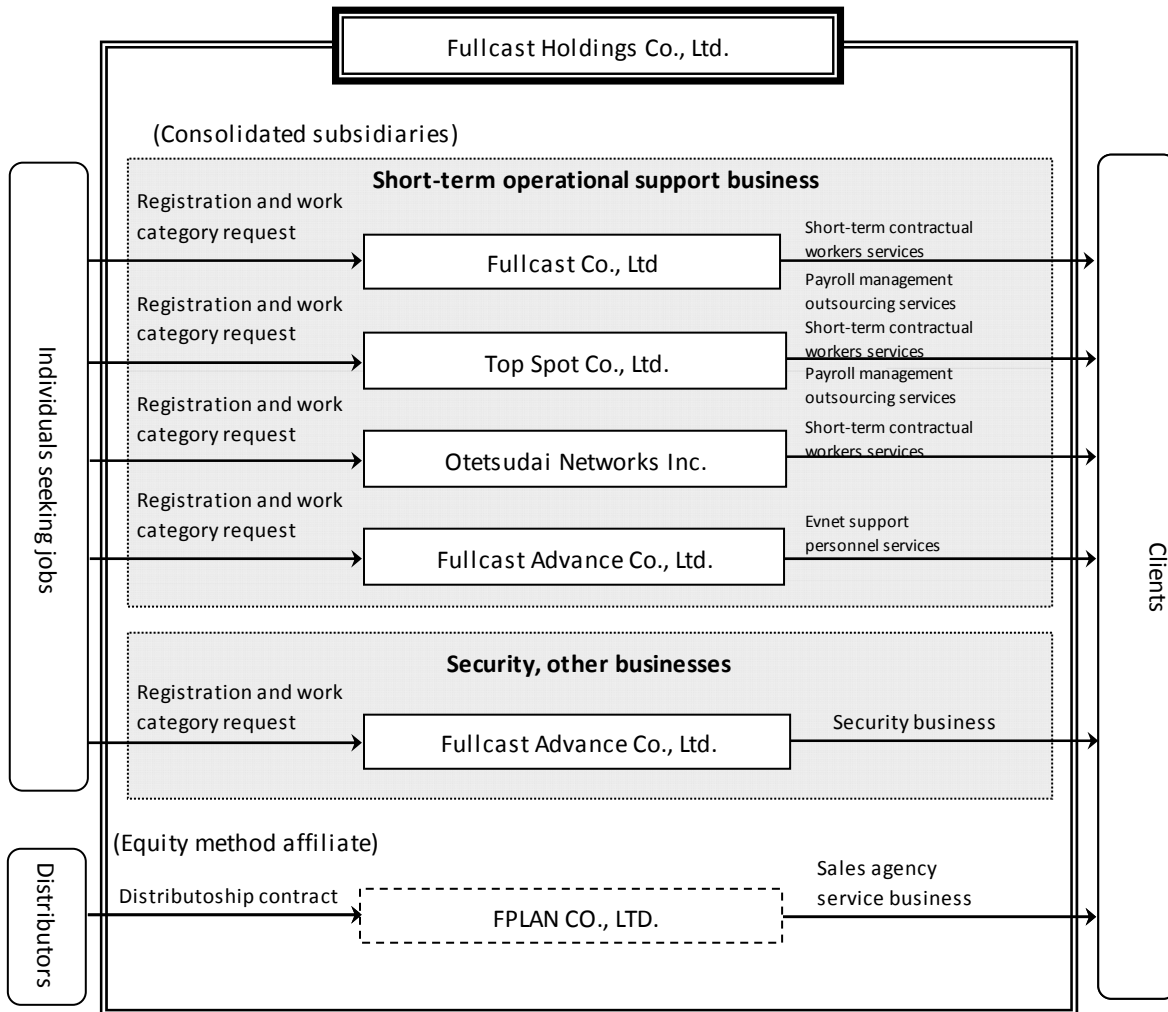 Fullcast Holdings Co., Ltd.
(Consolidated subsidiaries)
Short-term operational support business
Individuals seeking jobs
Registration and work
category request
Fullcast Co., Ltd
Short-term contractual
workers services
Payroll management
outsourcing services
Registration and work
category request
Top Spot Co., Ltd.
Short-term contractual
workers services
Payroll management
outsourcing services
Registration and work
category request
Otetsudai Networks Inc.
Short-term contractual
workers services
Registration and work
category request
Fullcast Advance Co., Ltd.
Evnet support
personnel services
Clients
Security, other businesses
Registration and work
category request
Fullcast Advance Co., Ltd.
Security business
(Equity method affiliate)
Distributors
Distributoship contract
FPLAN CO., LTD.
Sales agency
service business